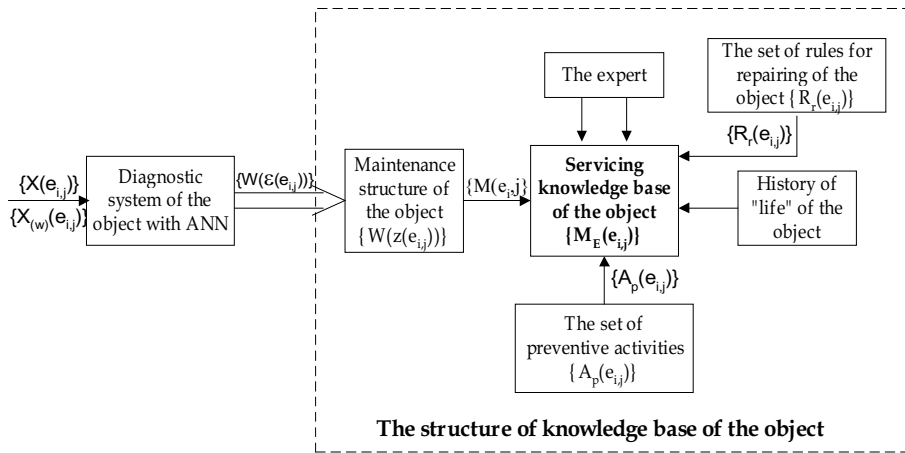 {X(e_{i,j})}
{X_{(w)}(e_{i,j})}
Diagnostic
system of the
object with ANN
{W(ε(e_{i,j}))}
Maintenance
structure of
the object
{W(z(e_{i,j}))}
{M(e_i,j}
The expert
Servicing
knowledge base
of the object
{M_E(e_{i,j})}
The set of rules for
repairing of the
object {R_r(e_{i,j})}
{R_r(e_{i,j})}
History of
"life" of the
object
{A_p(e_{i,j})}
The set of
preventive activities
{A_p(e_{i,j})}
The structure of knowledge base of the object